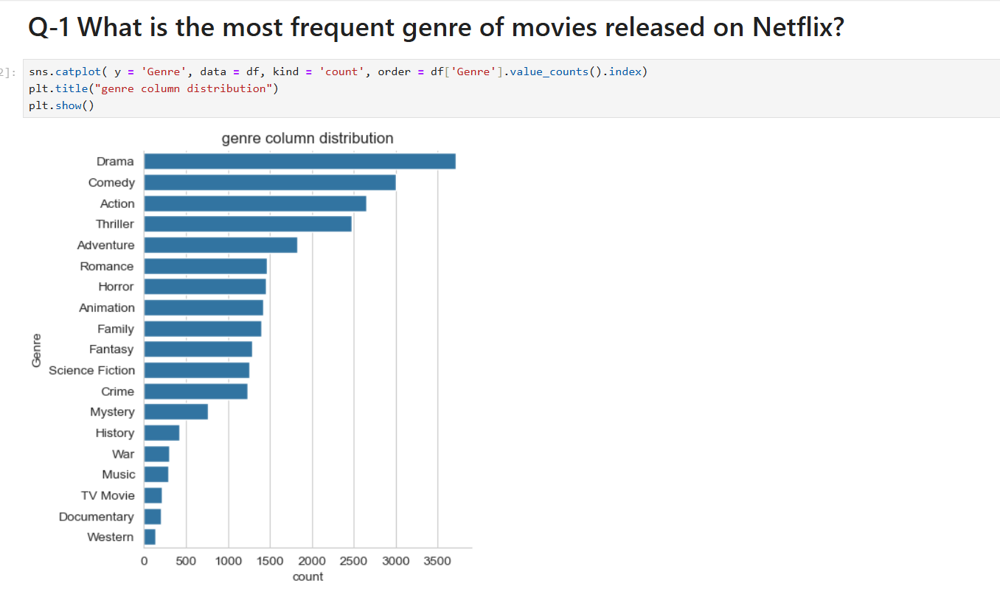 Q-1 What is the most frequent genre of movies released on Netflix?
2]:
sns.catplot( y = 'Genre', data = df, kind = 'count', order = df['Genre'].value_counts().index)
plt.title("genre column distribution")
plt.show()
genre column distribution
Drama
Comedy
Action
Thriller
Adventure
Romance
Horror
Animation
Family
Genre
Fantasy
Science Fiction
Crime
Mystery
History
War
Music
TV Movie
Documentary
Western
0 500 1000 1500 2000 2500 3000 3500
count